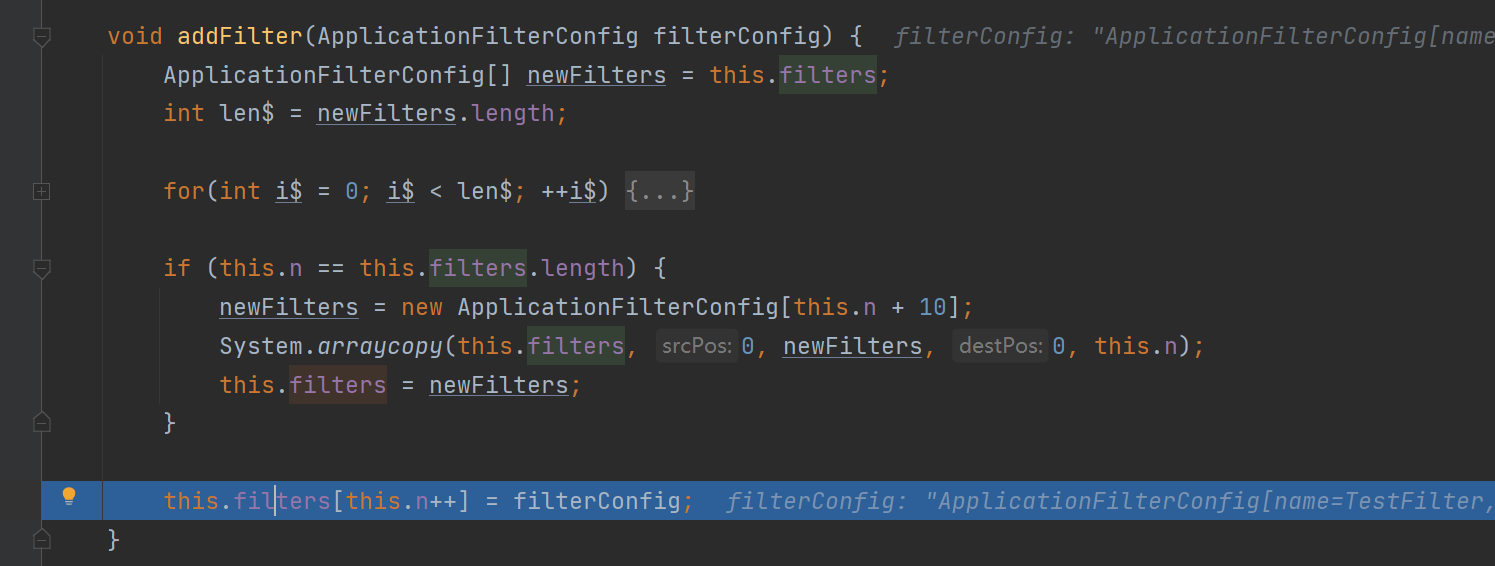 void addFilter(ApplicationFilterConfig filterConfig) {  filterConfig: "ApplicationFilterConfig[name
ApplicationFilterConfig[] newFilters = this.filters;
int len$ = newFilters.length;
for(int i$ = 0; i$ < len$; ++i$) {...}
if (this.n == this.filters.length) {
newFilters = new ApplicationFilterConfig[this.n + 10];
System.arraycopy(this.filters, srcPos: 0, newFilters, destPos: 0, this.n);
this.filters = newFilters;
}
this.filters[this.n++] = filterConfig;  filterConfig: "ApplicationFilterConfig[name=TestFilter,
}